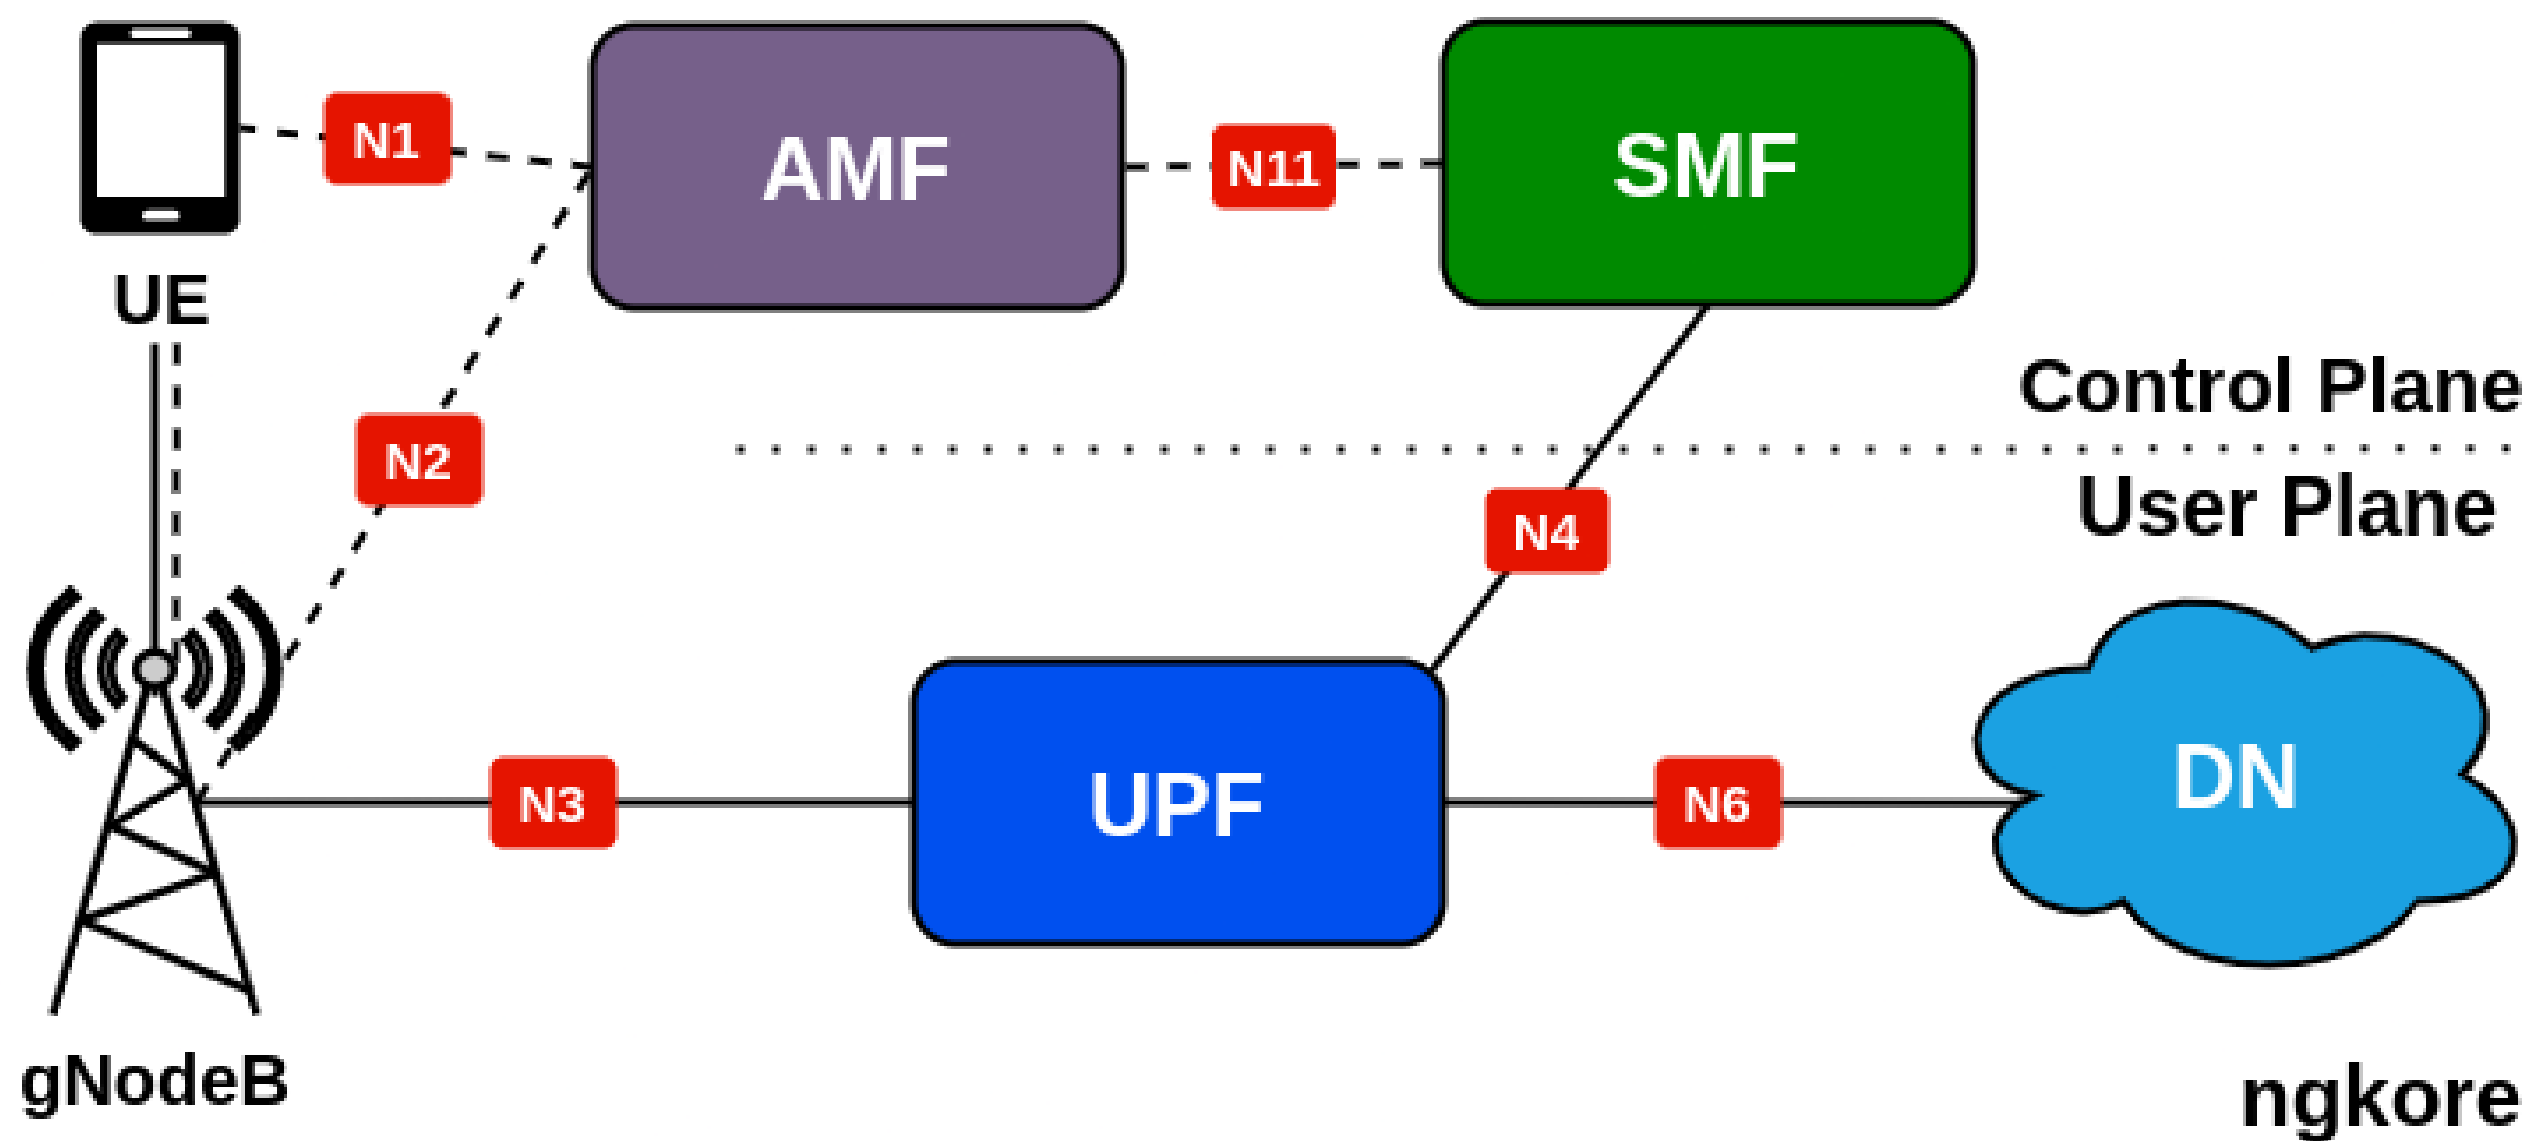 N1
AMF
N11
SMF
UE
Control Plane
N2
User Plane
N4
DN
N3
UPF
N6
gNodeB
ngkore